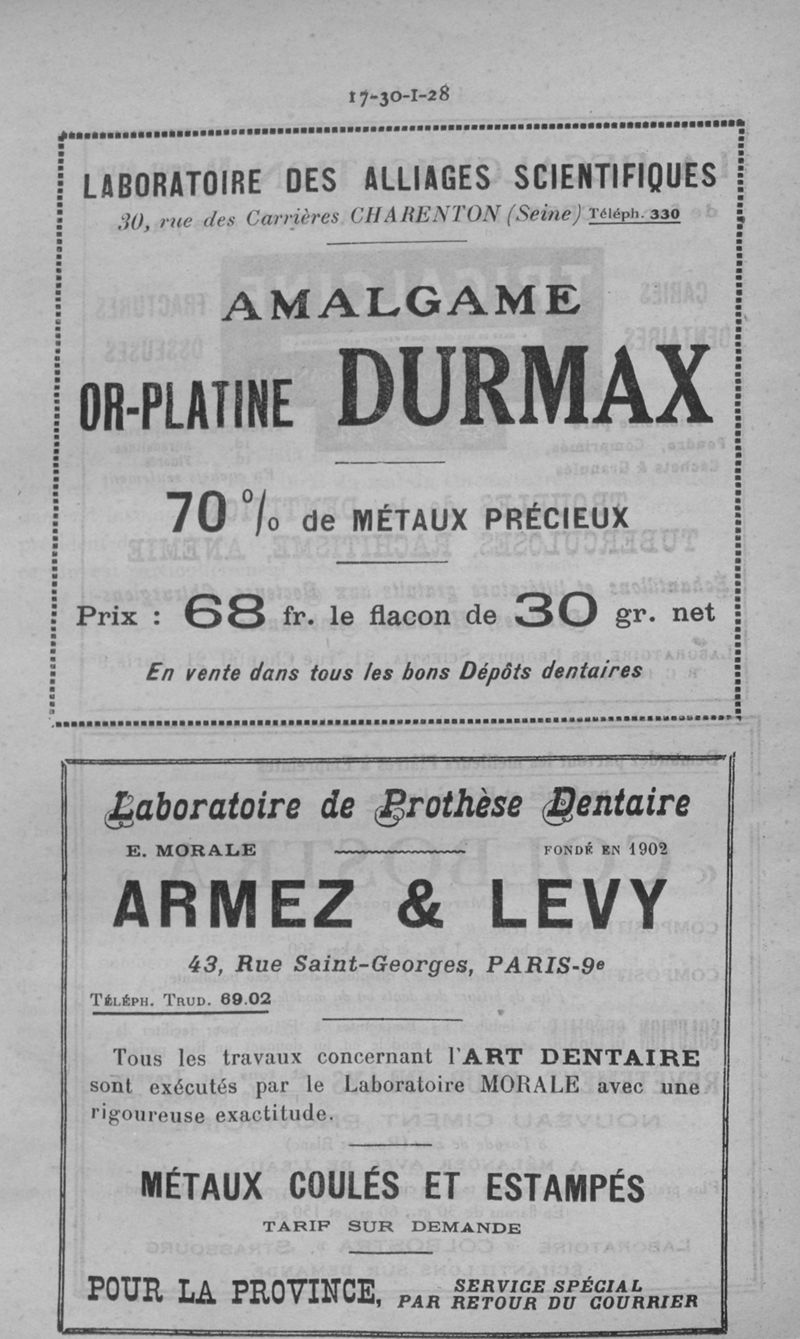 17-30-1-28
LABORATOIRE DES ALLIAGES SCIENTIFIQUES
30, rue des Carrières CHARENTON (Seine) Téléph. 330
AMALGAME
OR-PLATINE DURMAX
70 % de MÉTAUX PRÉCIEUX
Prix : 68 fr. le flacon de 30 gr. net
En vente dans tous les bons Dépôts dentaires
Laboratoire de Prothèse Dentaire
E. MORALE FONDÉ EN 1902
ARMEZ & LEVY
43, Rue Saint-Georges, PARIS-9e
TÉLÉPH. TRUD. 69.02
Tous les travaux concernant l'ART DENTAIRE
sont exécutés par le Laboratoire MORALE avec une
rigoureuse exactitude.
MÉTAUX COULÉS ET ESTAMPÉS
TARIF SUR DEMANDE
POUR LA PROVINCE, SERVICE SPÉCIAL
PAR RETOUR DU COURRIER